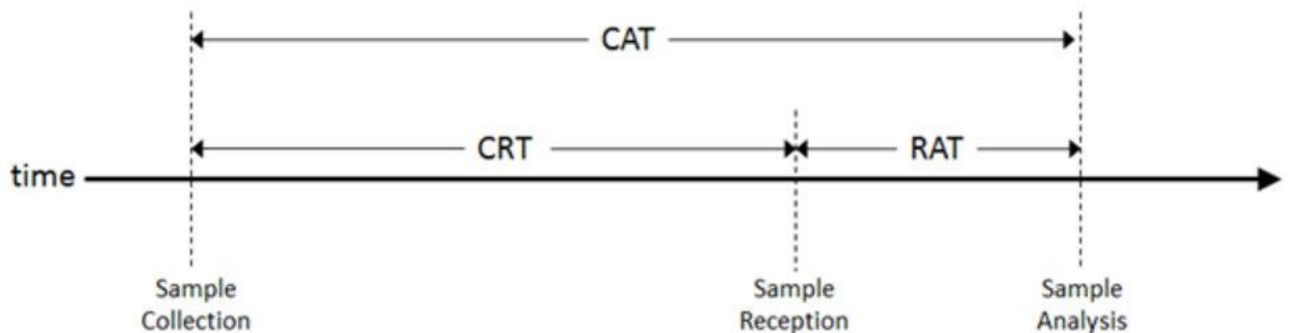 CAT
CRT
RAT
time
Sample
Collection
Sample
Reception
Sample
Analysis